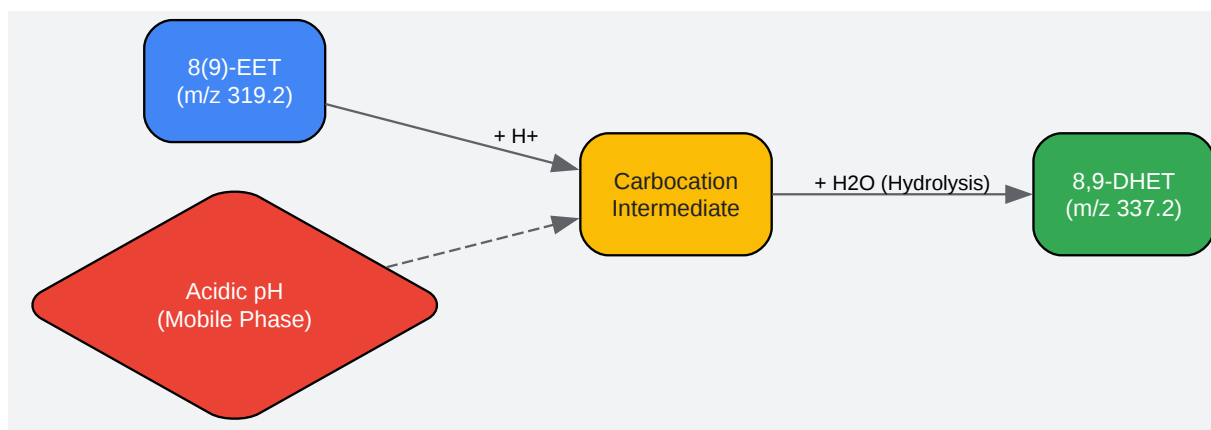 8(9)-EET
(m/z 319.2)
+ H+
Carbocation
Intermediate
+ H2O (Hydrolysis)
8,9-DHET
(m/z 337.2)
Acidic pH
(Mobile Phase)